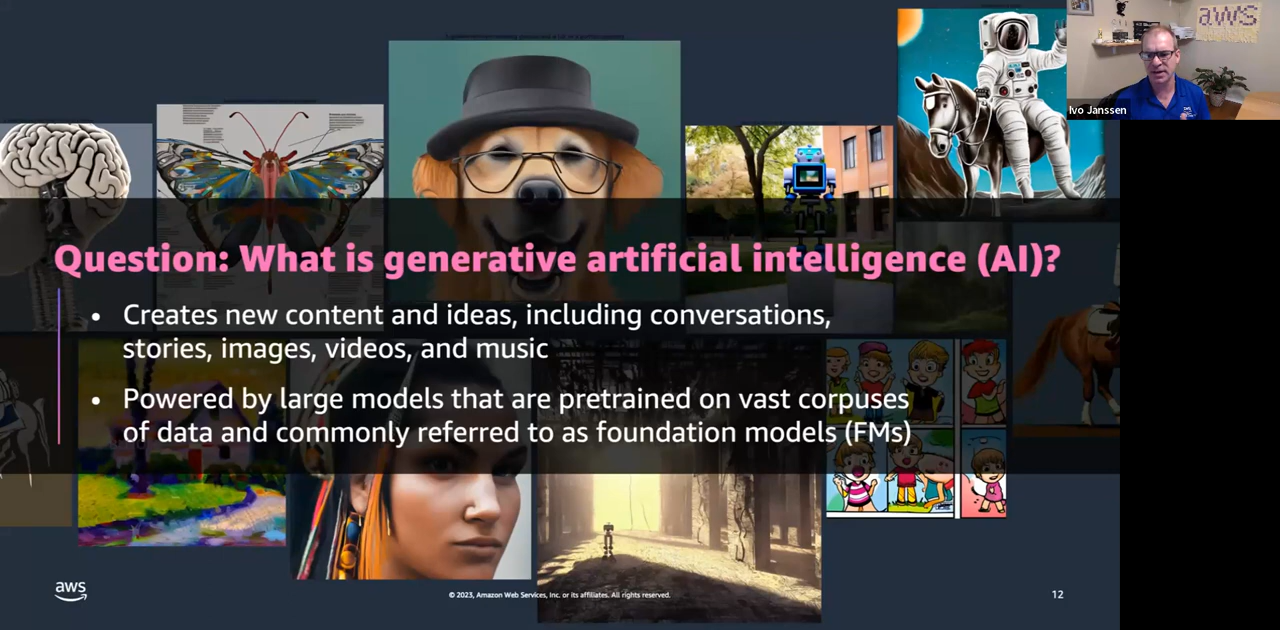 aws
Ivo Janssen
Question: What is generative artificial intelligence (AI)?
• Creates new content and ideas, including conversations,
stories, images, videos, and music
• Powered by large models that are pretrained on vast corpuses
of data and commonly referred to as foundation models (FMs)
aws
© 2023, Amazon Web Services, Inc. or its affiliates. All rights reserved.
12